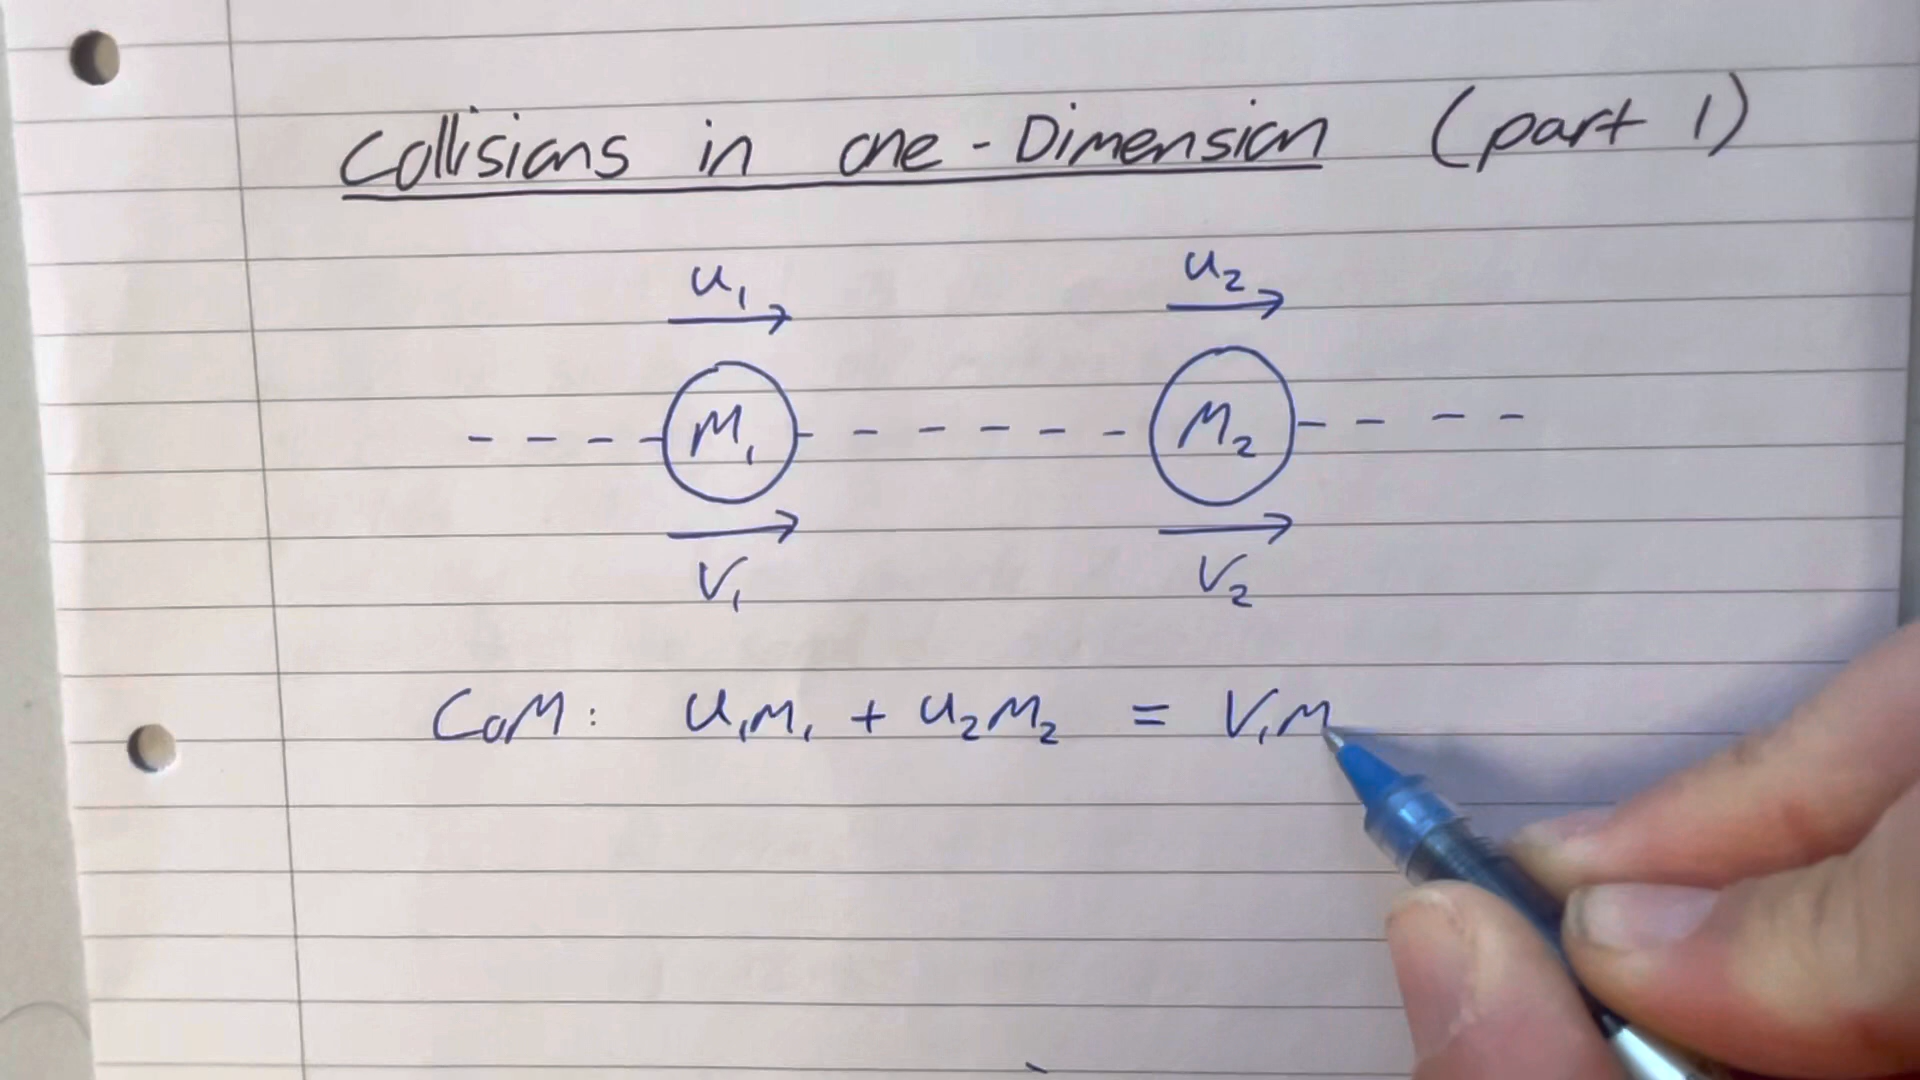 Collisions in one-Dimension (part 1)
u₁ u₂
M₁ M₂
V₁ V₂
CoM: u₁M₁ + u₂M₂ = V₁M